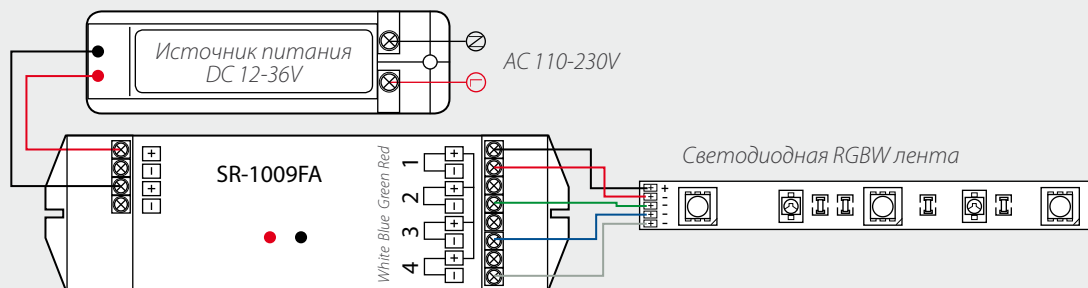 Источник питания
DC 12-36V
N
L
AC 110-230V
SR-1009FA
+
−
+
−
White Blue Green Red
1
2
3
4
+
−
+
−
+
−
+
−
Светодиодная RGBW лента
+
−
−
−
−